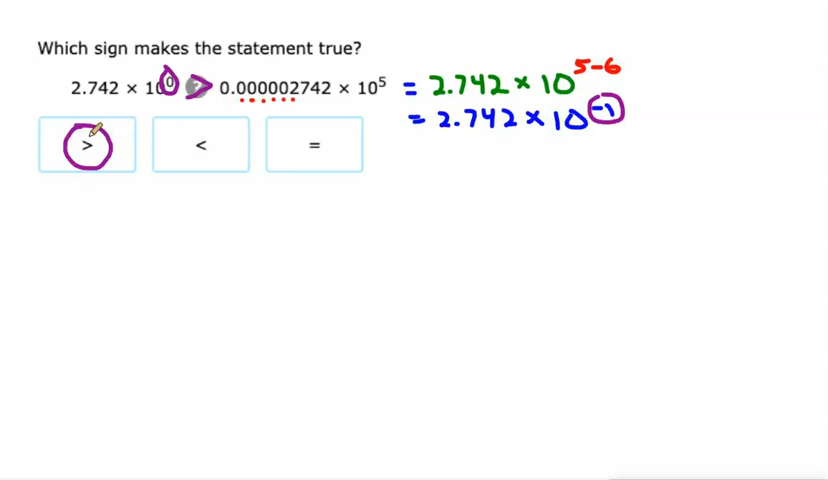 Which sign makes the statement true?
2.742 × 10⁰ > 0.000002742 × 10⁵ = 2.742 × 10⁵⁻⁶
= 2.742 × 10⁻¹
> < =